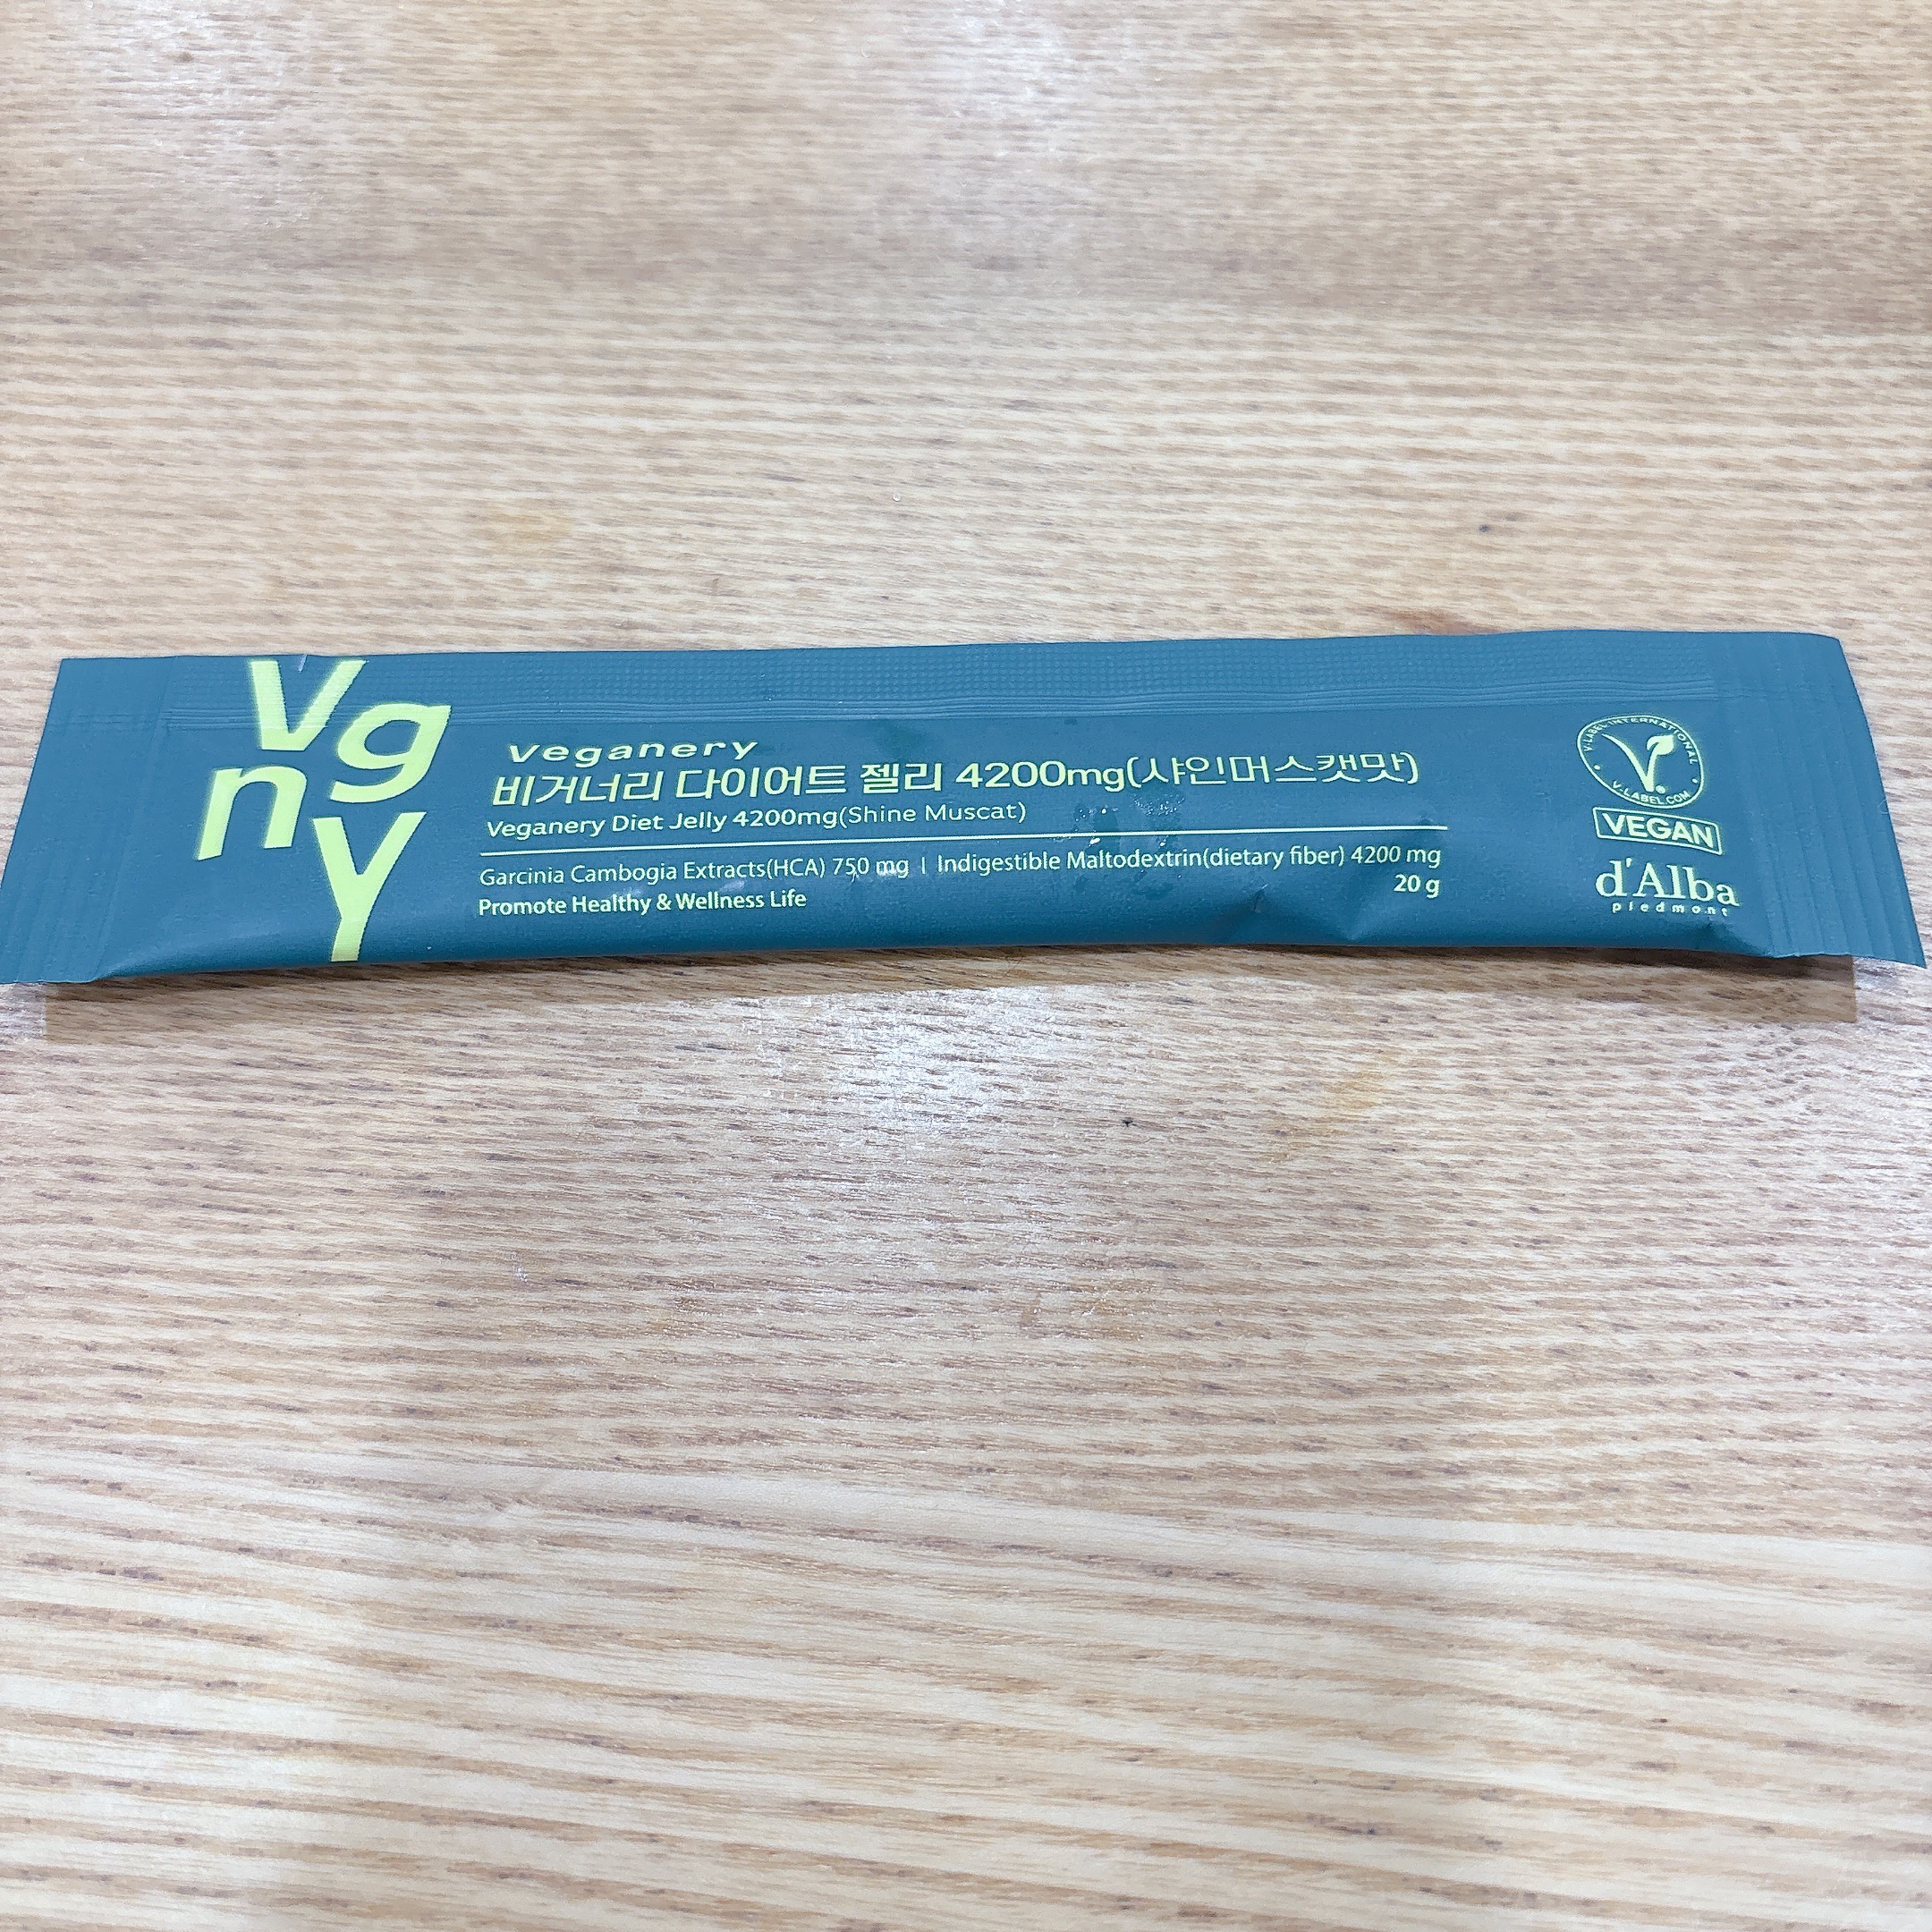 Vg
ny
Veganery
비거너리 다이어트 젤리 4200mg(샤인머스캣맛)
Veganery Diet Jelly 4200mg(Shine Muscat)
Garcinia Cambogia Extracts(HCA) 750 mg | Indigestible Maltodextrin(dietary fiber) 4200 mg
20 g
Promote Healthy & Wellness Life
V-LABEL INTERNATIONAL
V-LABEL.COM
VEGAN
d'Alba
piedmont